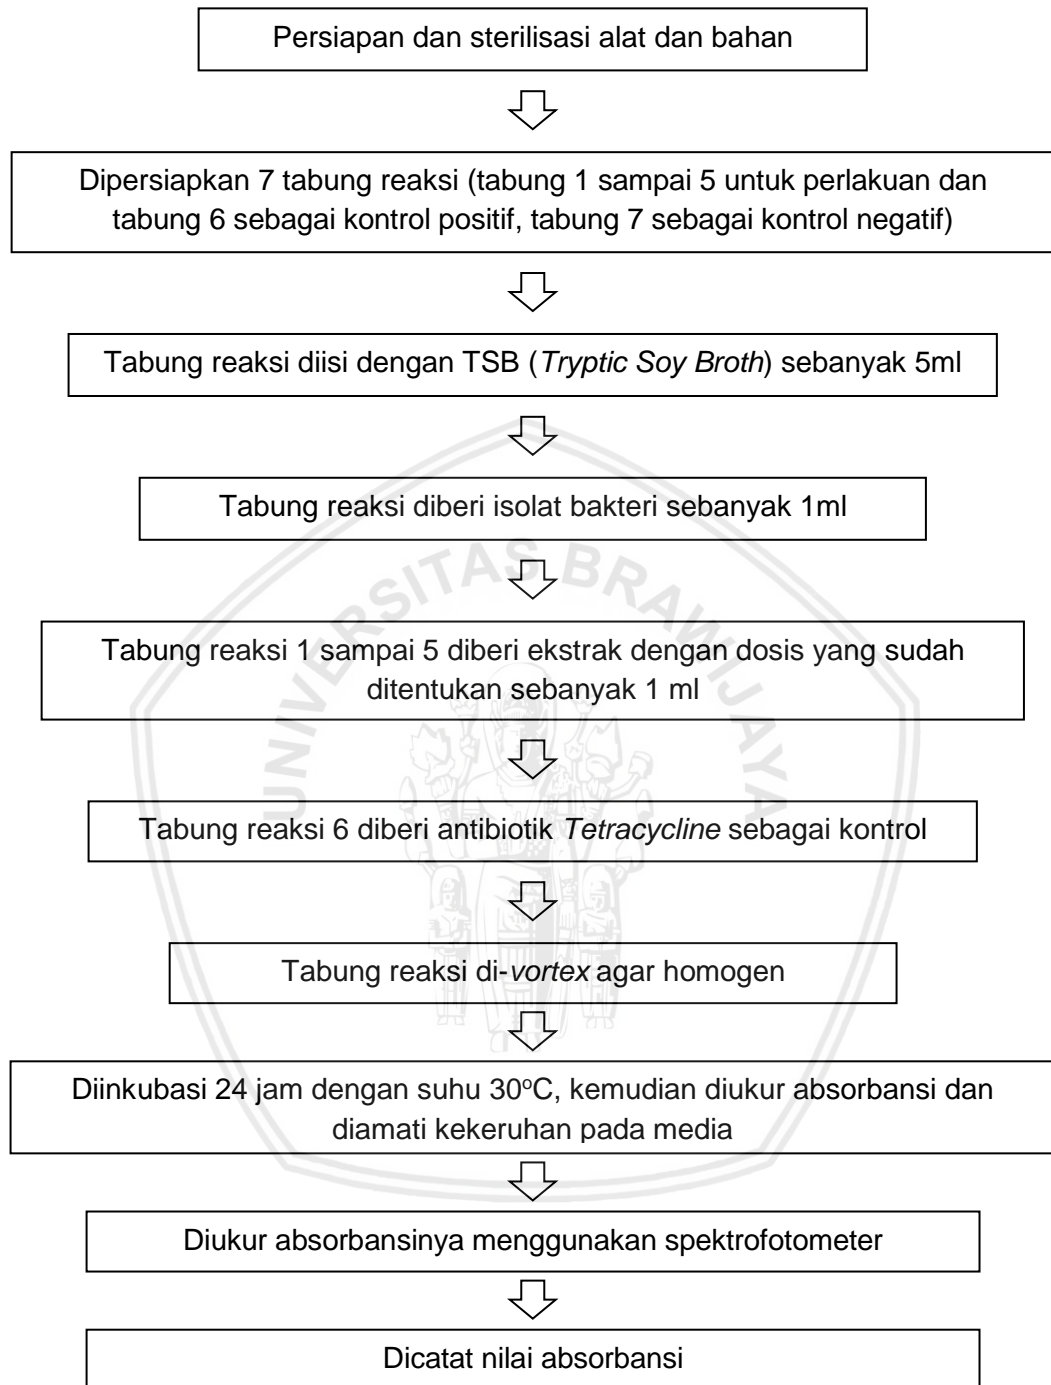 Persiapan dan sterilisasi alat dan bahan
Dipersiapkan 7 tabung reaksi (tabung 1 sampai 5 untuk perlakuan dan
tabung 6 sebagai kontrol positif, tabung 7 sebagai kontrol negatif)
Tabung reaksi diisi dengan TSB (Tryptic Soy Broth) sebanyak 5ml
Tabung reaksi diberi isolat bakteri sebanyak 1ml
UNIVERSITAS BRAWIJAYA
Tabung reaksi 1 sampai 5 diberi ekstrak dengan dosis yang sudah
ditentukan sebanyak 1 ml
Tabung reaksi 6 diberi antibiotik Tetracycline sebagai kontrol
Tabung reaksi di-vortex agar homogen
Diinkubasi 24 jam dengan suhu 30°C, kemudian diukur absorbansi dan
diamati kekeruhan pada media
Diukur absorbansinya menggunakan spektrofotometer
Dicatat nilai absorbansi